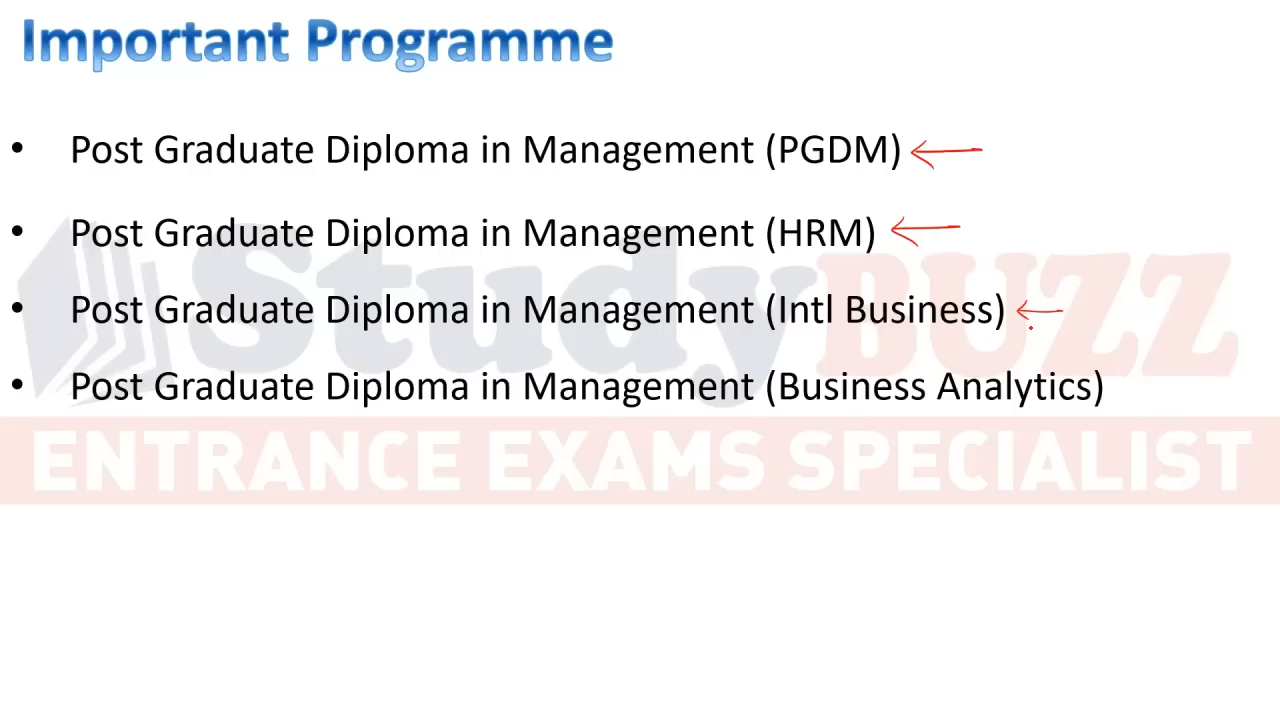 Important Programme
• Post Graduate Diploma in Management (PGDM)
• Post Graduate Diploma in Management (HRM)
• Post Graduate Diploma in Management (Intl Business)
• Post Graduate Diploma in Management (Business Analytics)
StudyBUZZ
ENTRANCE EXAMS SPECIALIST